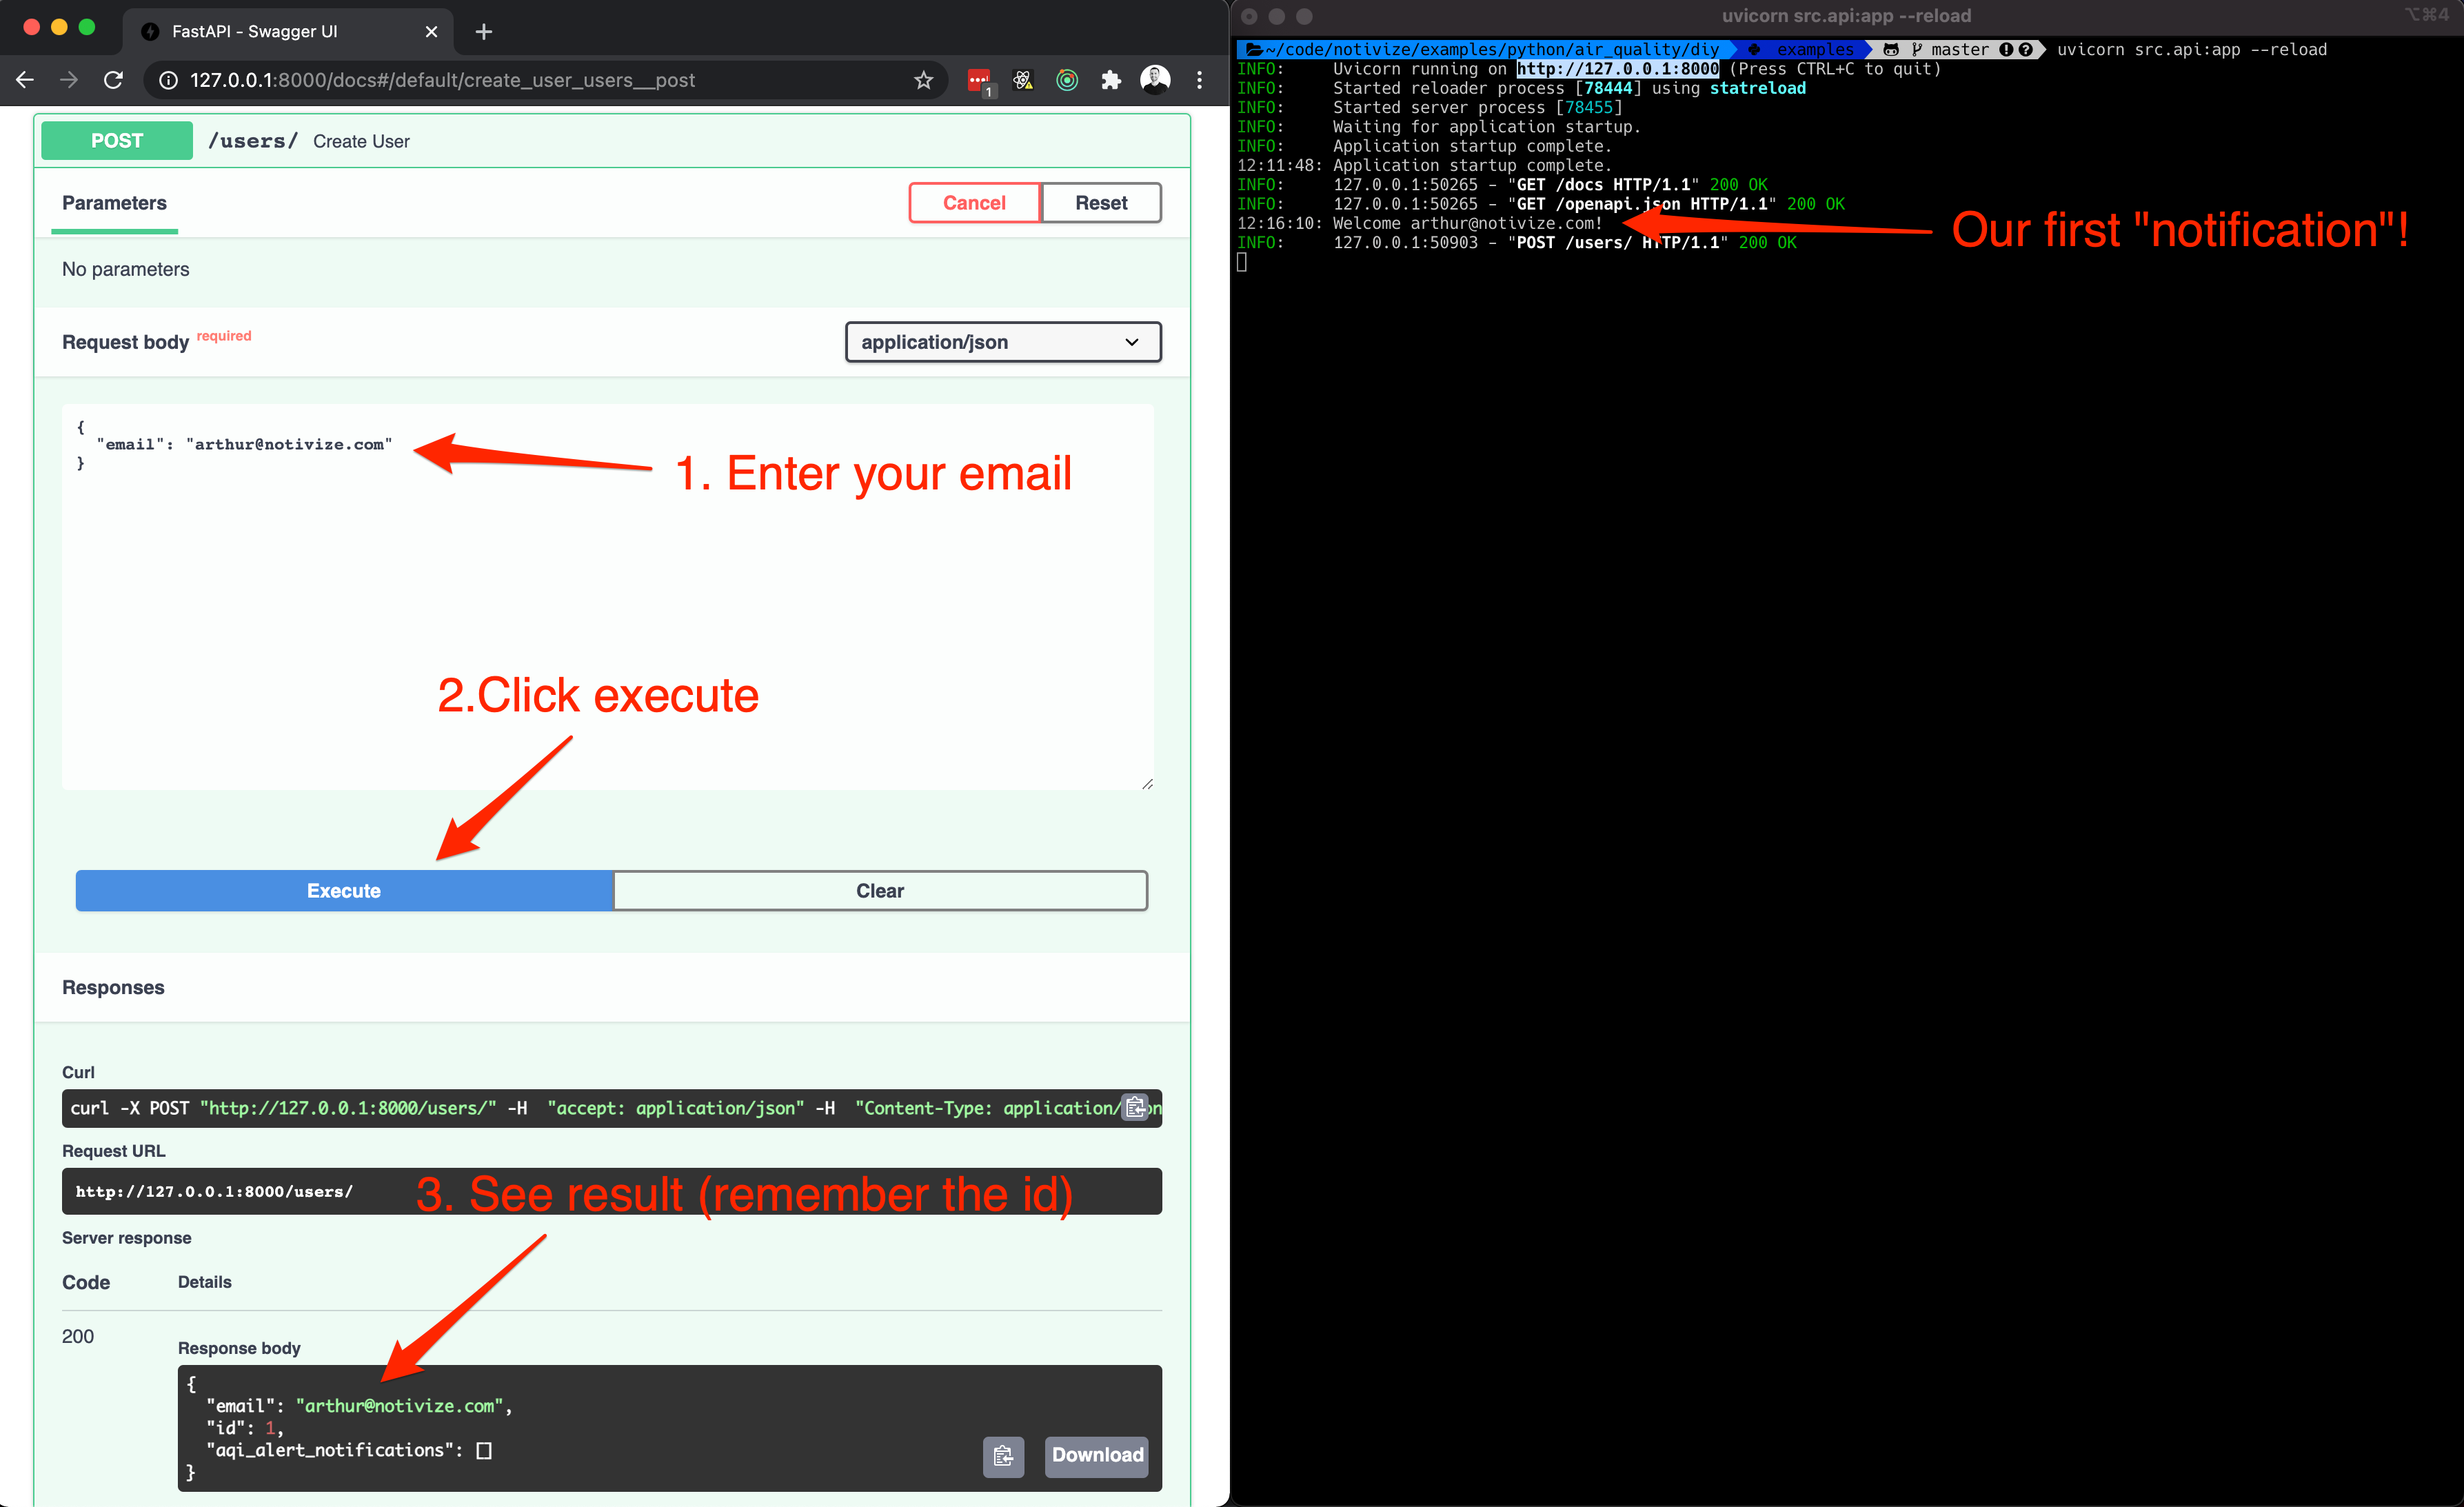 FastAPI - Swagger UI
127.0.0.1:8000/docs#/default/create_user_users__post
1
POST /users/ Create User
Parameters
Cancel Reset
No parameters
Request body required
application/json
{
"email": "arthur@notivize.com"
}
1. Enter your email
2.Click execute
Execute Clear
Responses
Curl
curl -X POST "http://127.0.0.1:8000/users/" -H  "accept: application/json" -H  "Content-Type: application/
Request URL
http://127.0.0.1:8000/users/
3. See result (remember the id)
Server response
Code Details
200
Response body
{
"email": "arthur@notivize.com",
"id": 1,
"aqi_alert_notifications": []
}
Download
uvicorn src.api:app --reload
⌥⌘4
~/code/notivize/examples/python/air_quality/diy examples master uvicorn src.api:app --reload
INFO: Uvicorn running on http://127.0.0.1:8000 (Press CTRL+C to quit)
INFO: Started reloader process [78444] using statreload
INFO: Started server process [78455]
INFO: Waiting for application startup.
INFO: Application startup complete.
12:11:48: Application startup complete.
INFO: 127.0.0.1:50265 - "GET /docs HTTP/1.1" 200 OK
INFO: 127.0.0.1:50265 - "GET /openapi.json HTTP/1.1" 200 OK
12:16:10: Welcome arthur@notivize.com!
INFO: 127.0.0.1:50903 - "POST /users/ HTTP/1.1" 200 OK
Our first "notification"!